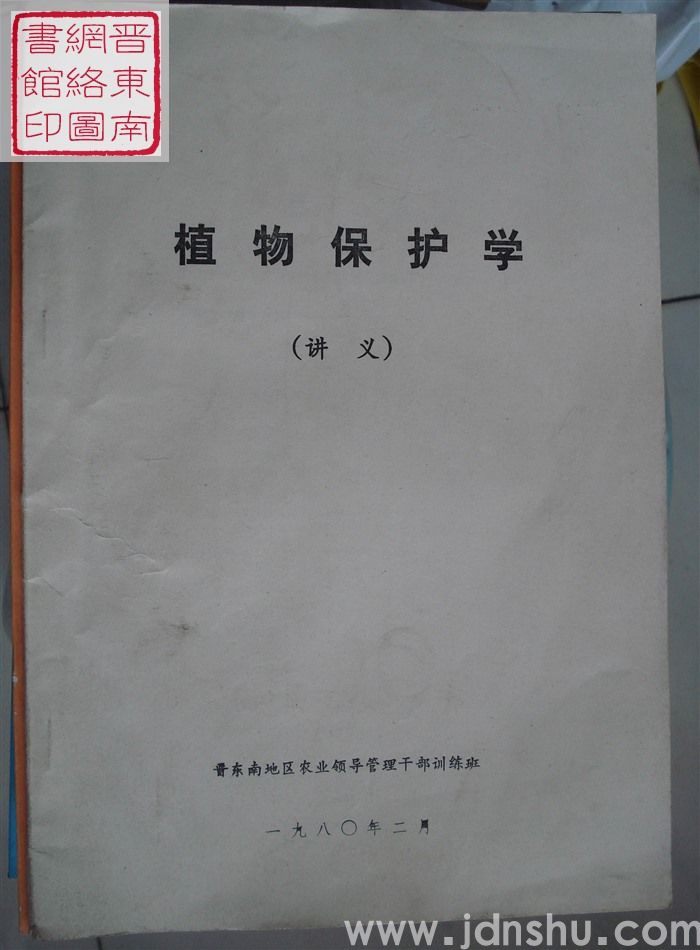 晋東南
網絡圖
書館印
植物保护学
(讲 义)
晋东南地区农业领导管理干部训练班
一九八〇年二月
www.jdnshu.com